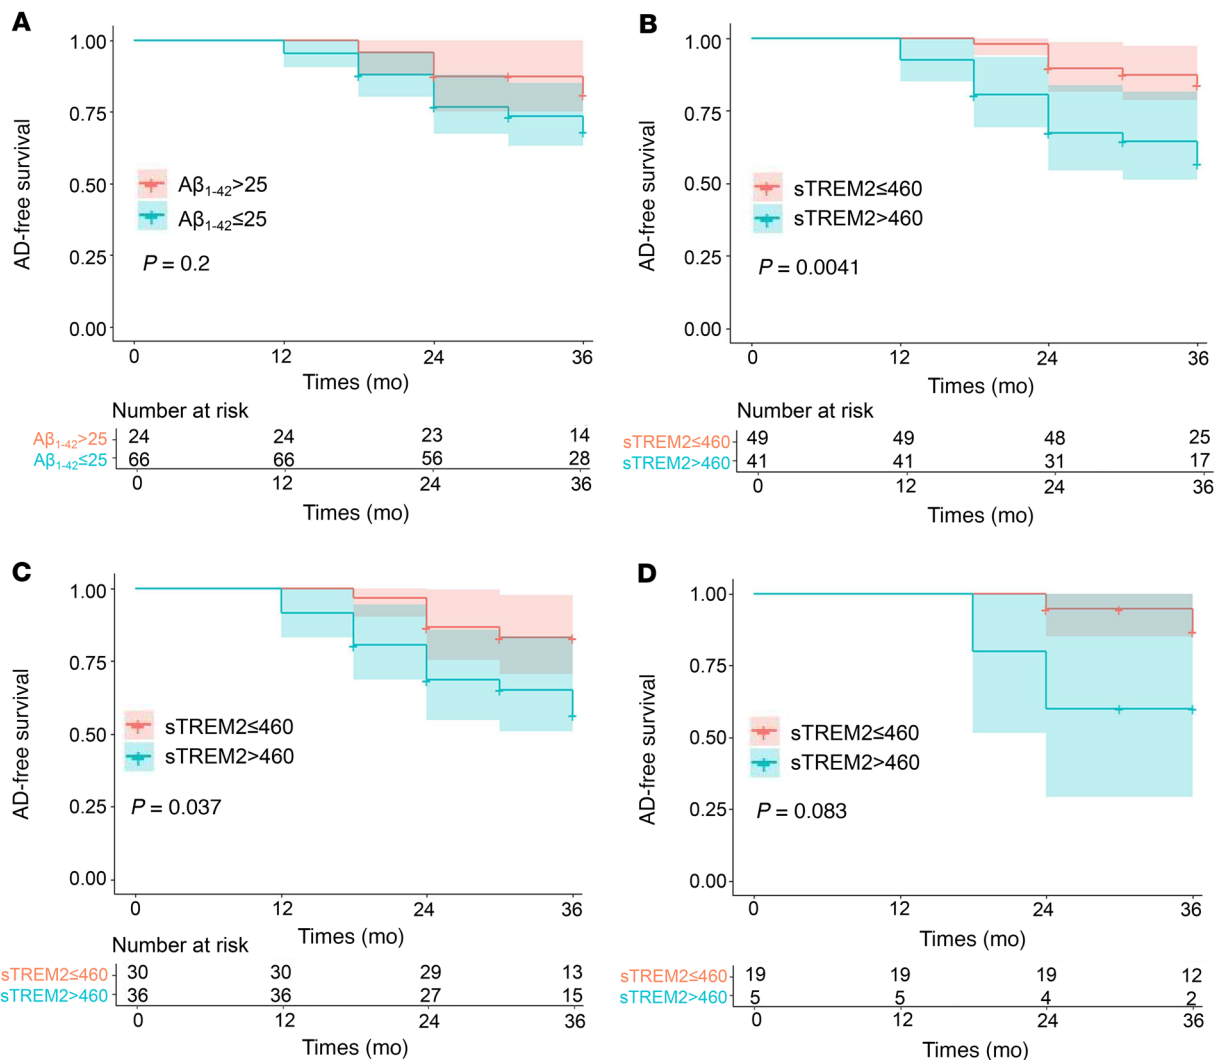 A
AD-free survival
1.00
0.75
0.50
0.25
0.00
Aβ1-42>25
Aβ1-42≤25
P = 0.2
0 12 24 36
Times (mo)
Number at risk
Aβ1-42>25 24 24 23 14
Aβ1-42≤25 66 66 56 28
0 12 24 36
Times (mo)
B
AD-free survival
1.00
0.75
0.50
0.25
0.00
sTREM2≤460
sTREM2>460
P = 0.0041
0 12 24 36
Times (mo)
Number at risk
sTREM2≤460 49 49 48 25
sTREM2>460 41 41 31 17
0 12 24 36
Times (mo)
C
AD-free survival
1.00
0.75
0.50
0.25
0.00
sTREM2≤460
sTREM2>460
P = 0.037
0 12 24 36
Times (mo)
Number at risk
sTREM2≤460 30 30 29 13
sTREM2>460 36 36 27 15
0 12 24 36
Times (mo)
D
AD-free survival
1.00
0.75
0.50
0.25
0.00
sTREM2≤460
sTREM2>460
P = 0.083
0 12 24 36
Times (mo)
sTREM2≤460 19 19 19 12
sTREM2>460 5 5 4 2
0 12 24 36
Times (mo)